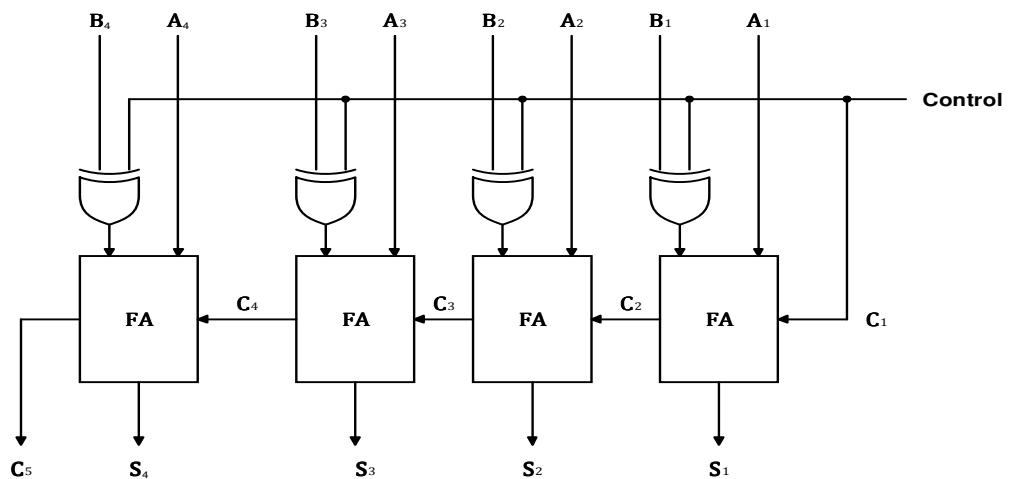 B4 A4 B3 A3 B2 A2 B1 A1
Control
FA C4 FA C3 FA C2 FA C1
C5 S4 S3 S2 S1